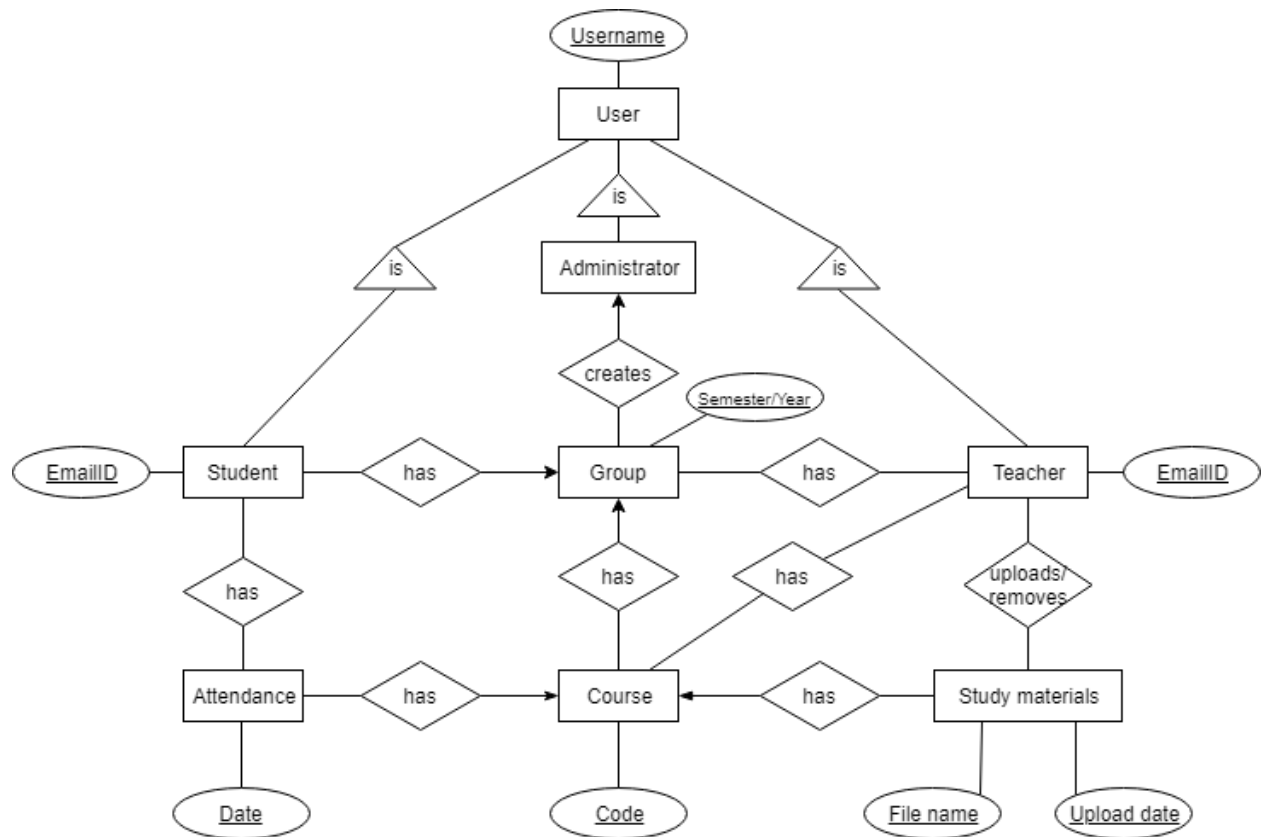 Username
User
is
Administrator
is
is
creates
Semester/Year
EmailID
Student
has
Group
has
Teacher
EmailID
has
has
has
uploads/
removes
Attendance
has
Course
has
Study materials
Date
Code
File name
Upload date